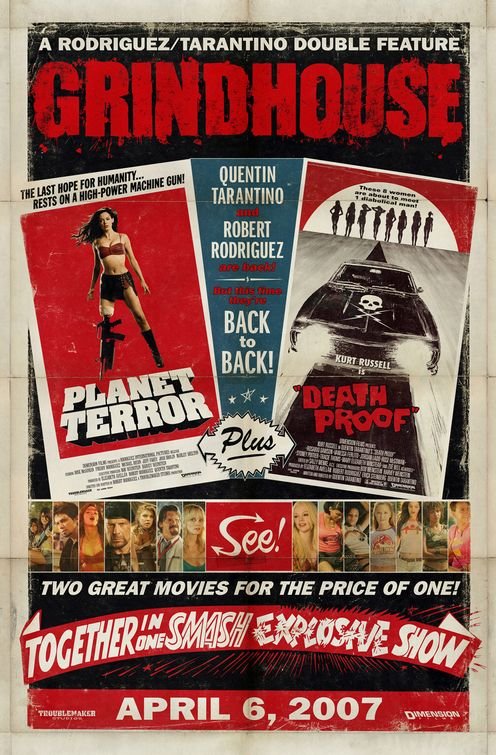 A RODRIGUEZ/TARANTINO DOUBLE FEATURE
GRINDHOUSE
THE LAST HOPE FOR HUMANITY...
RESTS ON A HIGH-POWER MACHINE GUN!
PLANET
TERROR
QUENTIN
TARANTINO
and
ROBERT
RODRIGUEZ
are back!
But this time
they're
BACK
to
BACK!
Plus
These 8 women
are about to meet
1 diabolical man!
KURT RUSSELL
IS
"DEATH
PROOF"
See!
TWO GREAT MOVIES FOR THE PRICE OF ONE!
TOGETHER IN ONE SMASH EXPLOSIVE SHOW
TROUBLEMAKER
STUDIOS
APRIL 6, 2007
DIMENSION